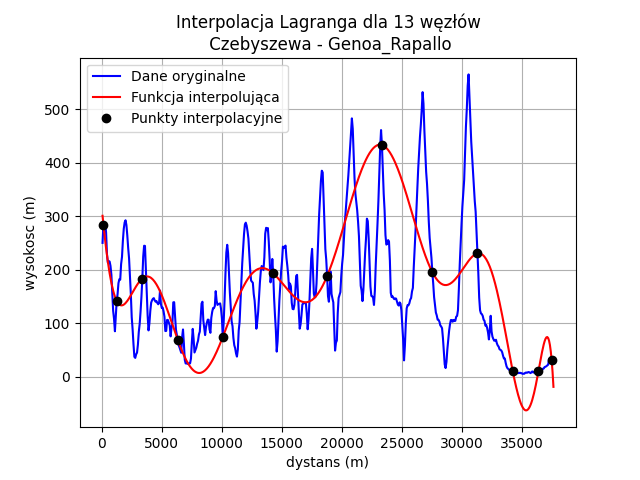 Interpolacja Lagranga dla 13 węzłów
Czebyszewa - Genoa_Rapallo
Dane oryginalne
Funkcja interpolująca
Punkty interpolacyjne
wysokosc (m)
500
400
300
200
100
0
0 5000 10000 15000 20000 25000 30000 35000
dystans (m)